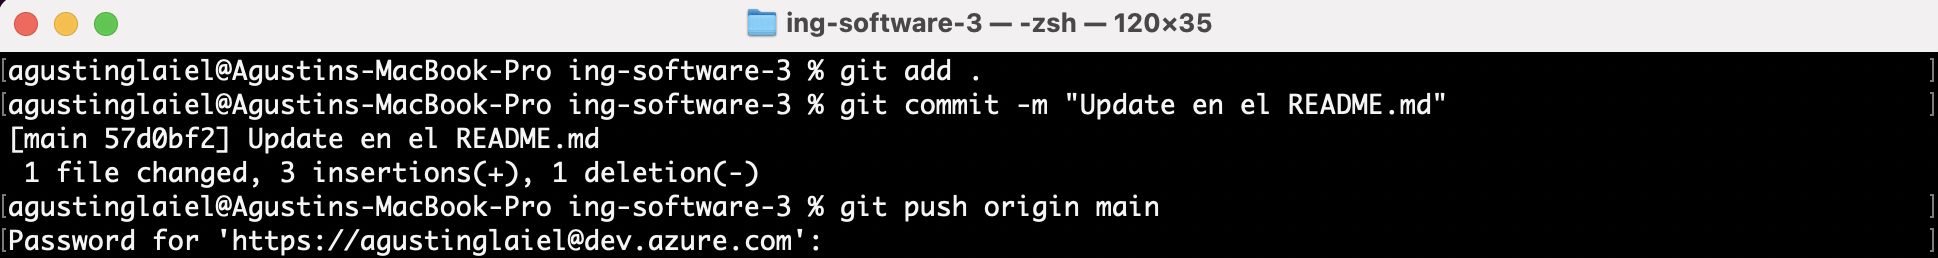 ing-software-3 — -zsh — 120×35
[agustinglaiel@Agustins-MacBook-Pro ing-software-3 % git add . ]
[agustinglaiel@Agustins-MacBook-Pro ing-software-3 % git commit -m "Update en el README.md" ]
[main 57d0bf2] Update en el README.md
1 file changed, 3 insertions(+), 1 deletion(-)
[agustinglaiel@Agustins-MacBook-Pro ing-software-3 % git push origin main ]
[Password for 'https://agustinglaiel@dev.azure.com': ]